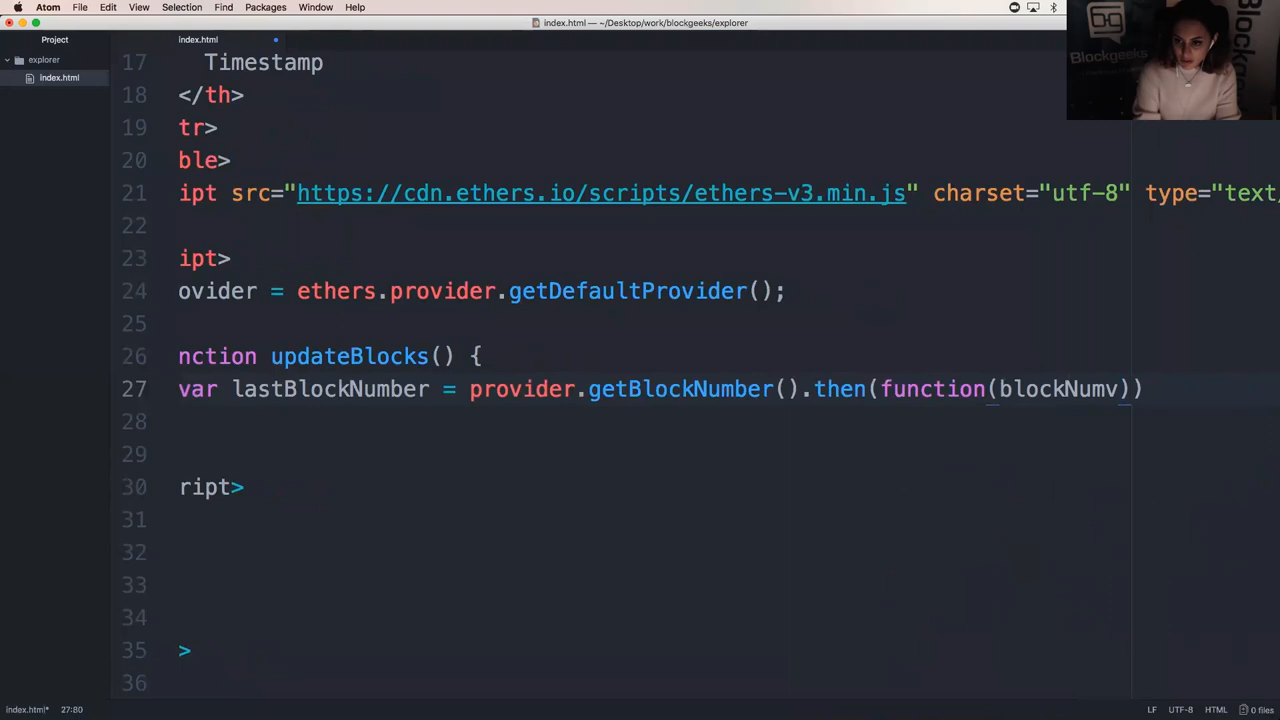 Atom File Edit View Selection Find Packages Window Help
index.html — ~/Desktop/work/blockgeeks/explorer
Project
index.html
explorer
index.html
Blockgeeks
17 Timestamp
18 </th>
19 tr>
20 ble>
21 ipt src="https://cdn.ethers.io/scripts/ethers-v3.min.js" charset="utf-8" type="text/
22
23 ipt>
24 ovider = ethers.provider.getDefaultProvider();
25
26 nction updateBlocks() {
27 var lastBlockNumber = provider.getBlockNumber().then(function(blockNumv))
28
29
30 ript>
31
32
33
34
35 >
36
index.html* 27:80 LF UTF-8 HTML 0 files